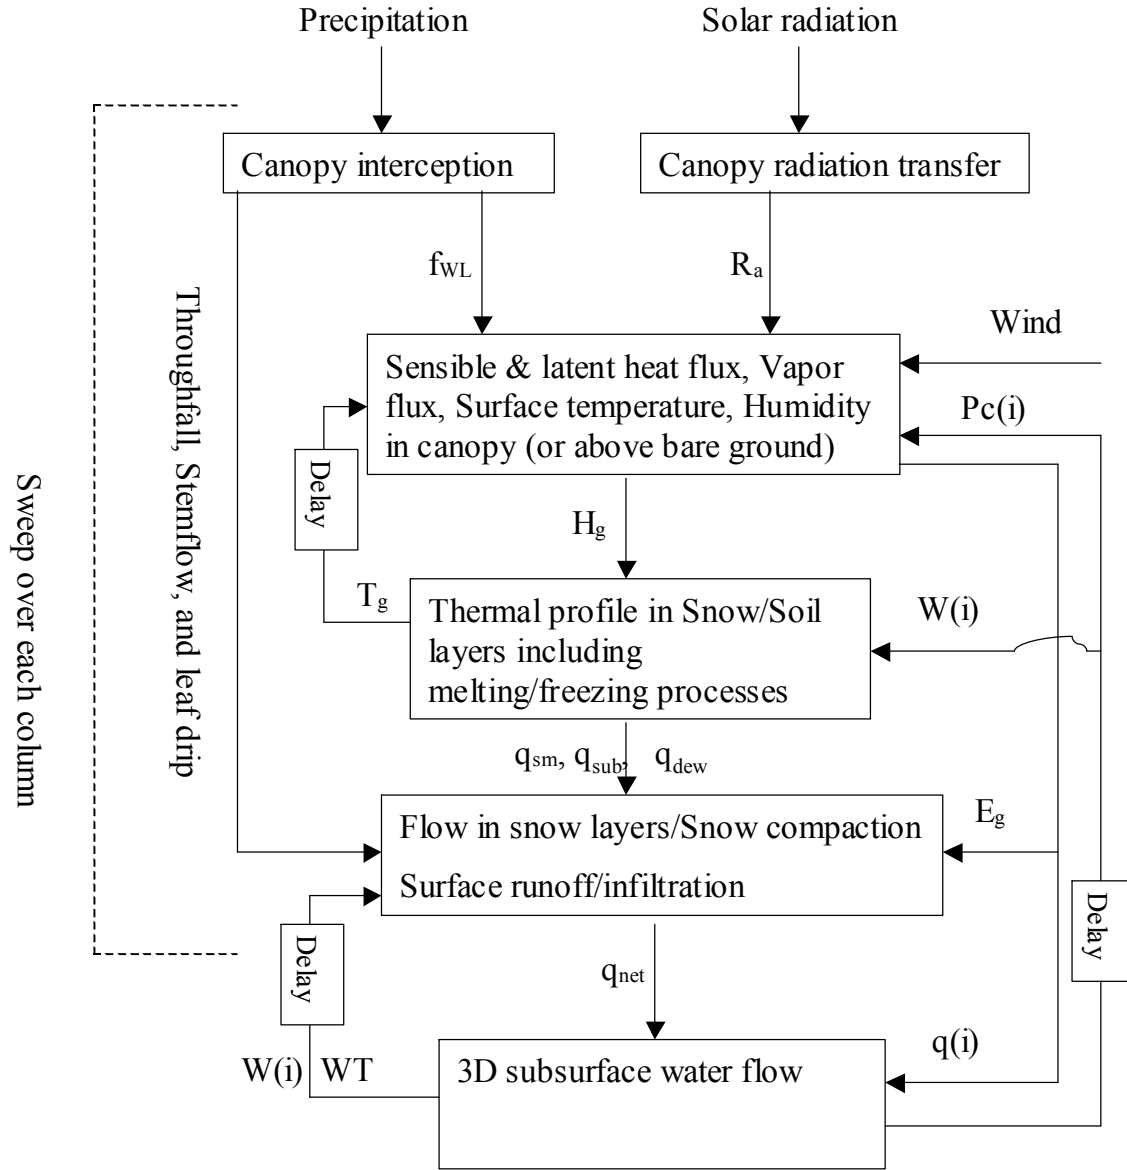 Precipitation
Solar radiation
Canopy interception
Canopy radiation transfer
fWL
Ra
Wind
Sensible & latent heat flux, Vapor
flux, Surface temperature, Humidity
in canopy (or above bare ground)
Pc(i)
Throughfall, Stemflow, and leaf drip
Sweep over each column
Delay
Hg
Tg
Thermal profile in Snow/Soil
layers including
melting/freezing processes
W(i)
qsm, qsub, qdew
Flow in snow layers/Snow compaction
Surface runoff/infiltration
Eg
Delay
Delay
qnet
W(i) WT
3D subsurface water flow
q(i)